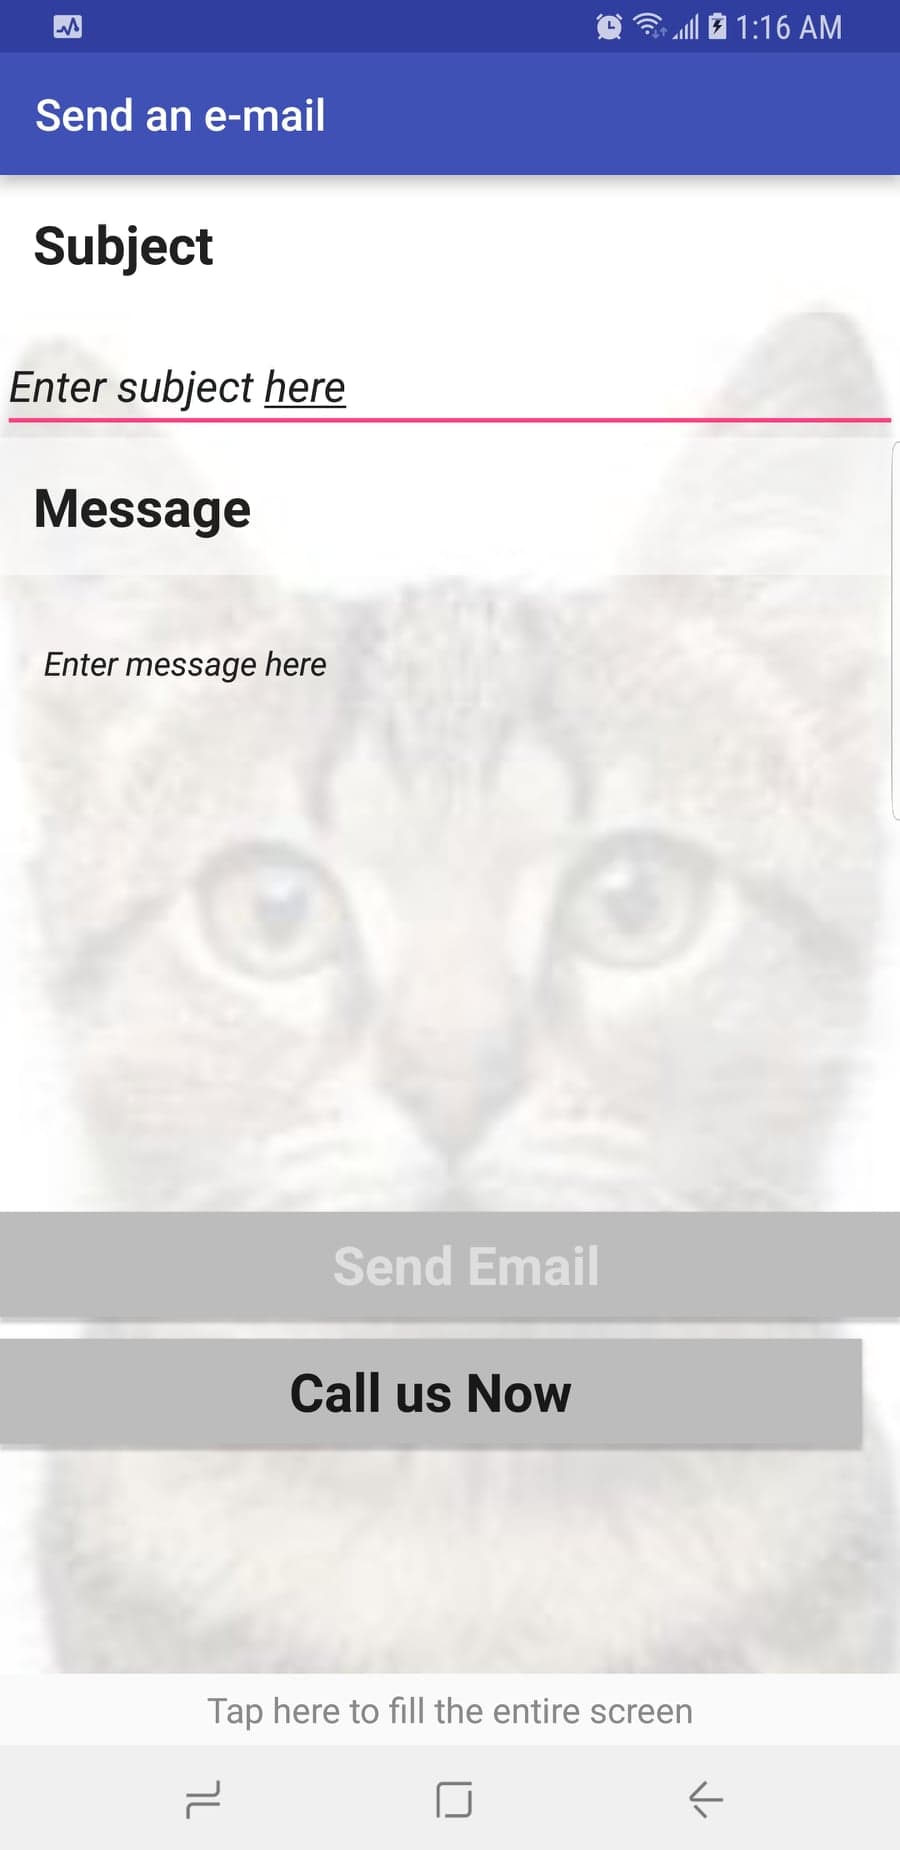 1:16 AM
Send an e-mail
Subject
Enter subject here
Message
Enter message here
Send Email
Call us Now
Tap here to fill the entire screen